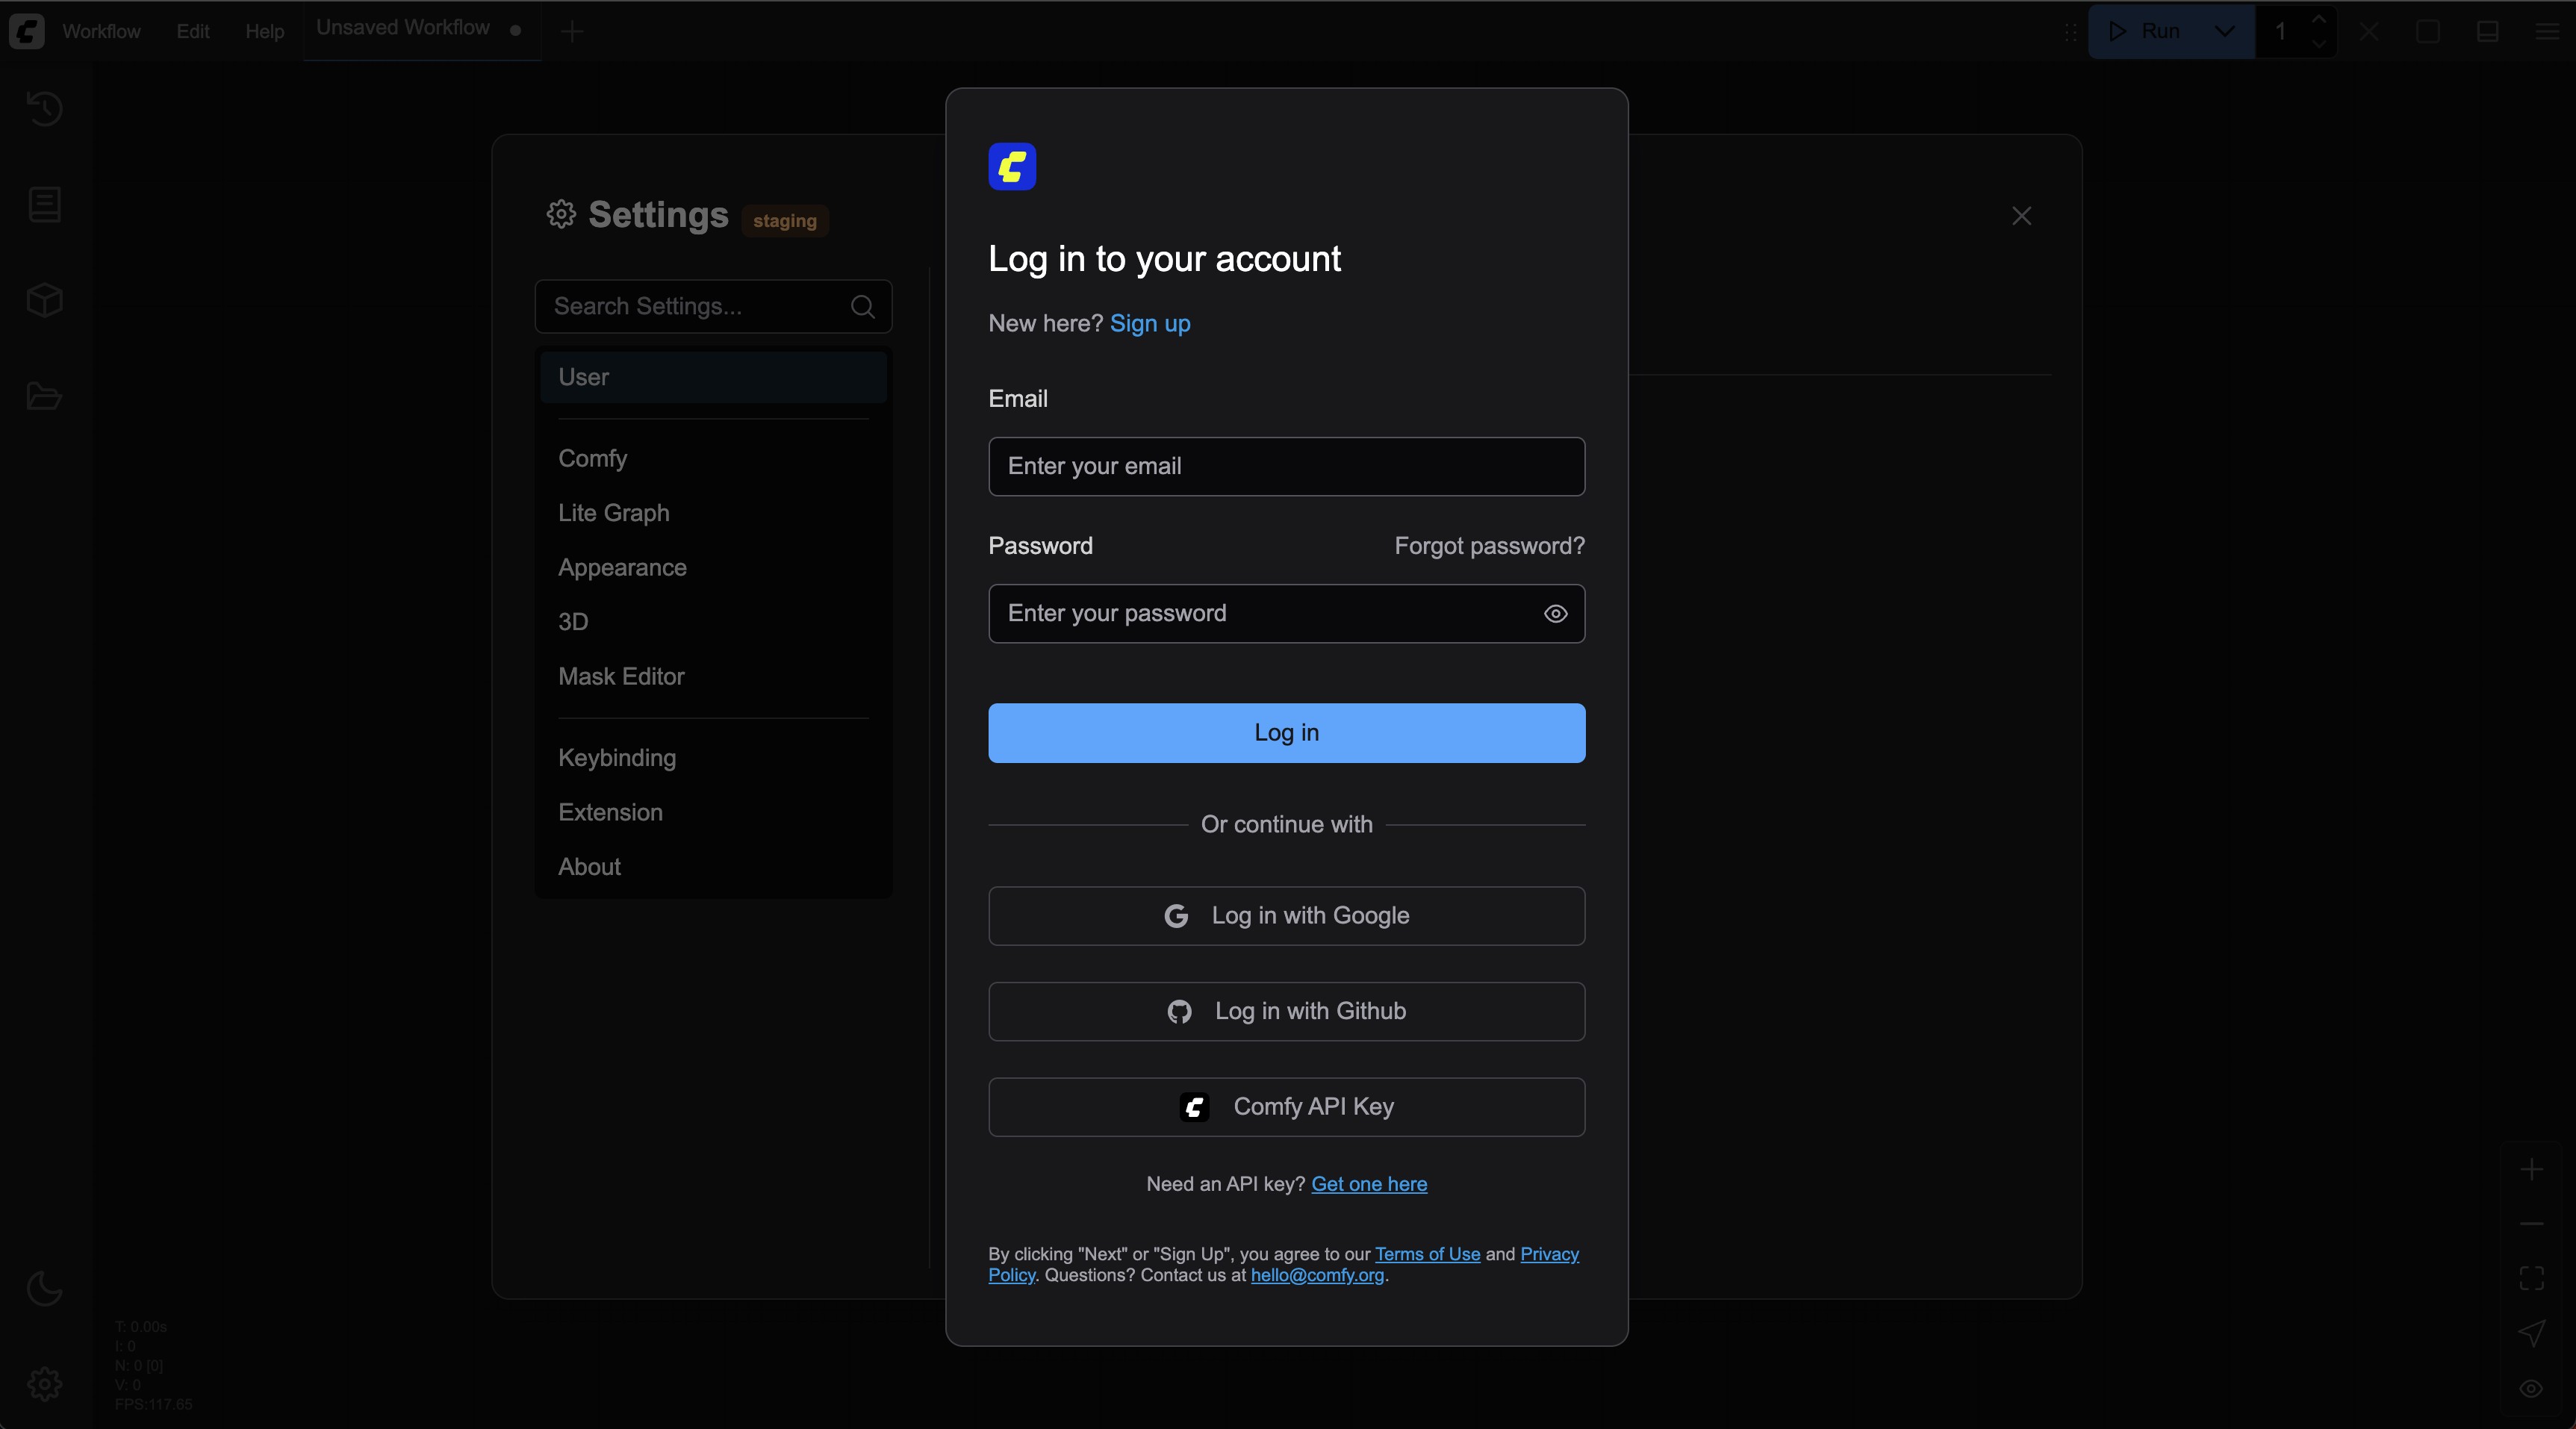 Workflow
Edit
Help
Unsaved Workflow
Run
1
Settings
staging
Search Settings...
User
Comfy
Lite Graph
Appearance
3D
Mask Editor
Keybinding
Extension
About
Log in to your account
New here? Sign up
Email
Enter your email
Password
Forgot password?
Enter your password
Log in
Or continue with
Log in with Google
Log in with Github
Comfy API Key
Need an API key? Get one here
By clicking "Next" or "Sign Up", you agree to our Terms of Use and Privacy
Policy. Questions? Contact us at hello@comfy.org.
T: 0.00s
I: 0
N: 0 [0]
V: 0
FPS:117.65